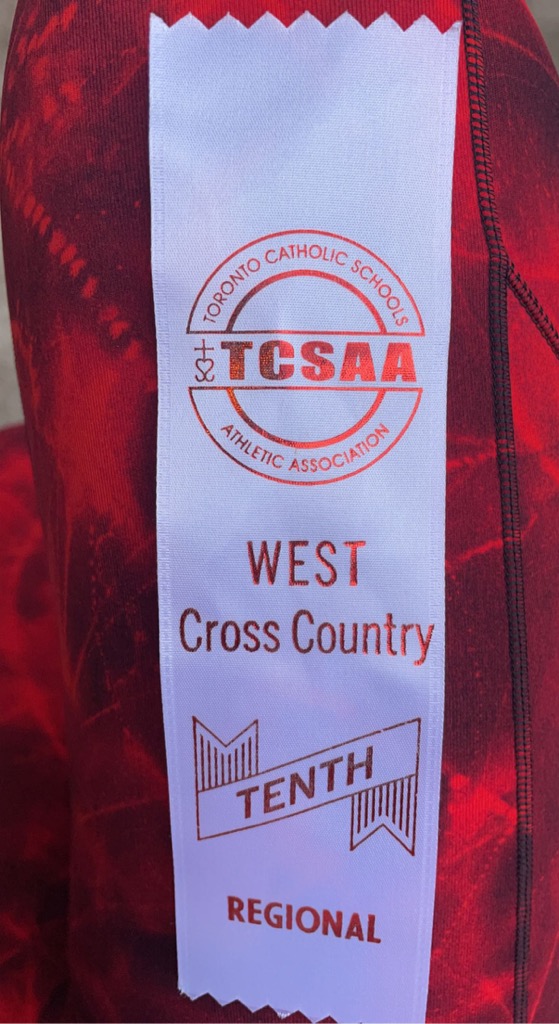 TORONTO CATHOLIC SCHOOLS
TCSAA
ATHLETIC ASSOCIATION
WEST
Cross Country
TENTH
REGIONAL